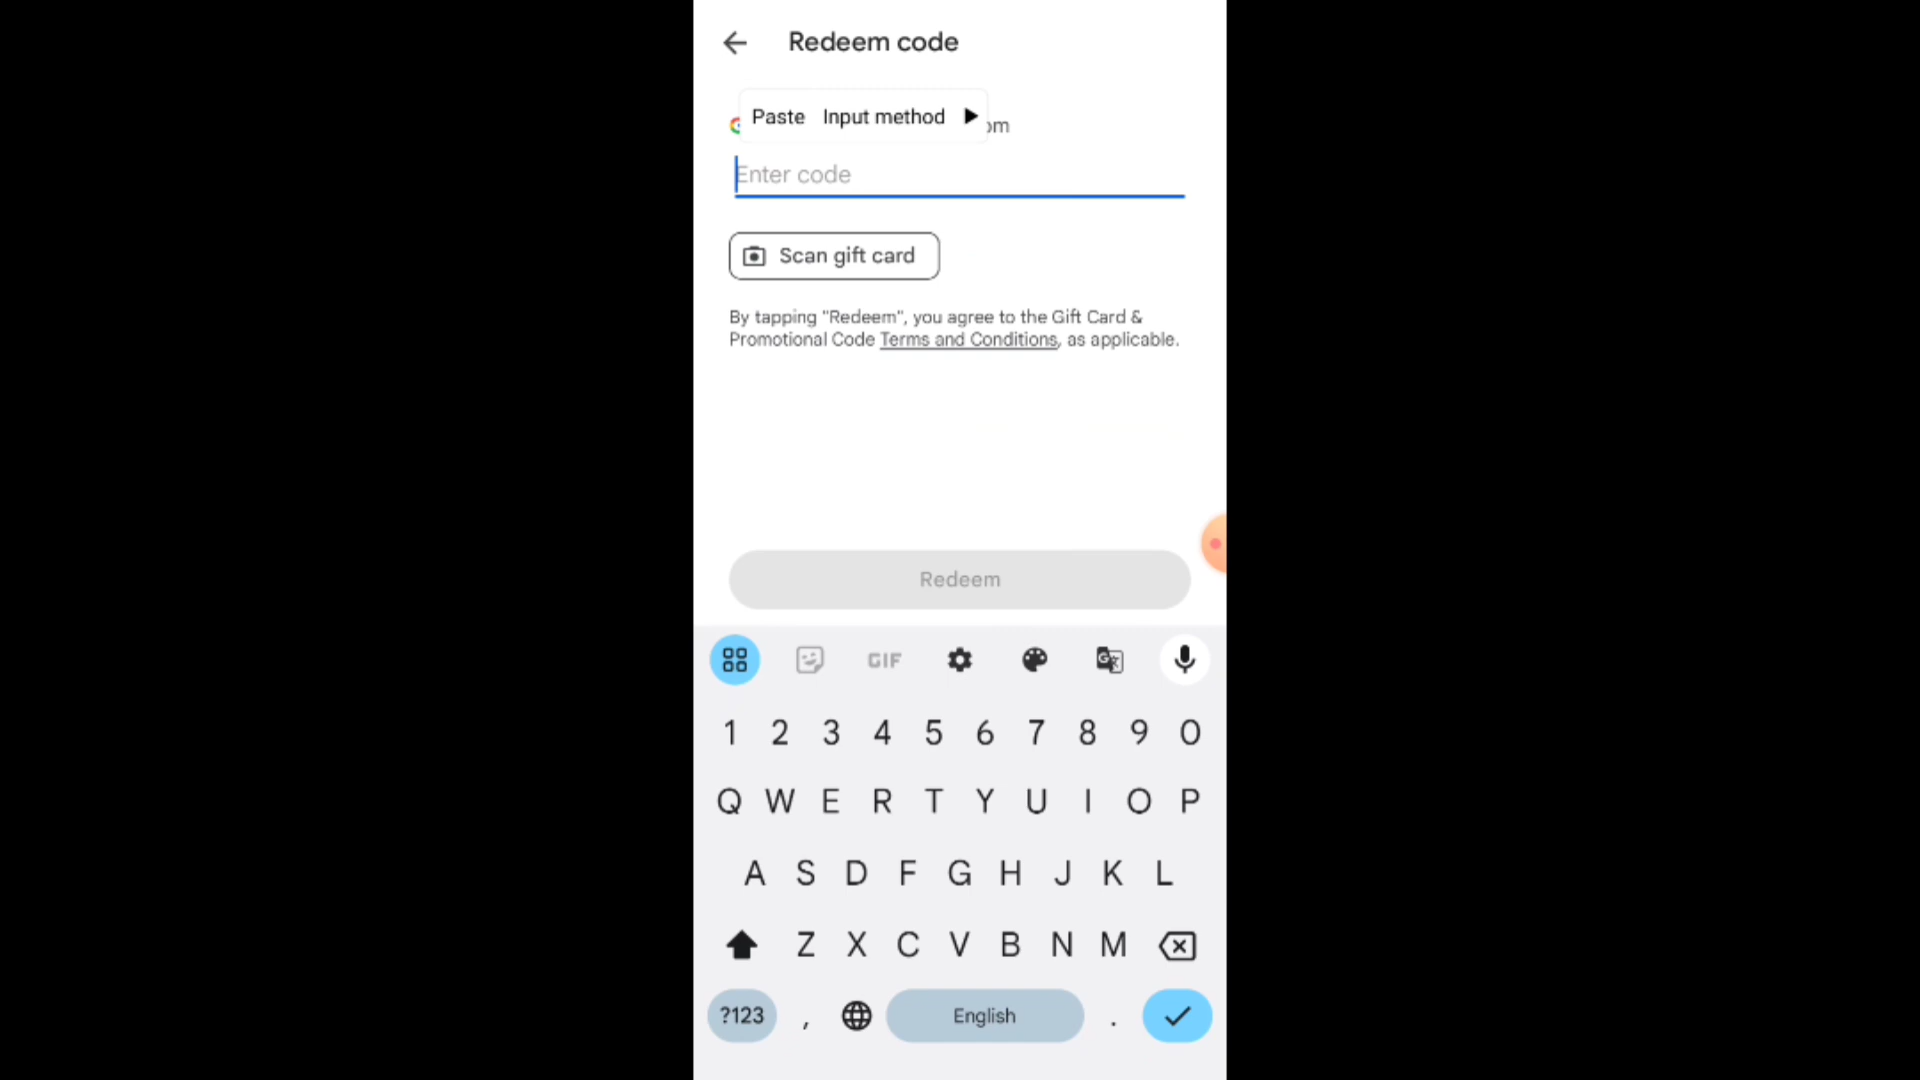 Redeem code
Paste Input method
om
Enter code
Scan gift card
By tapping "Redeem", you agree to the Gift Card &
Promotional Code Terms and Conditions, as applicable.
Redeem
GIF
1 2 3 4 5 6 7 8 9 0
Q W E R T Y U I O P
A S D F G H J K L
Z X C V B N M
?123 , English .